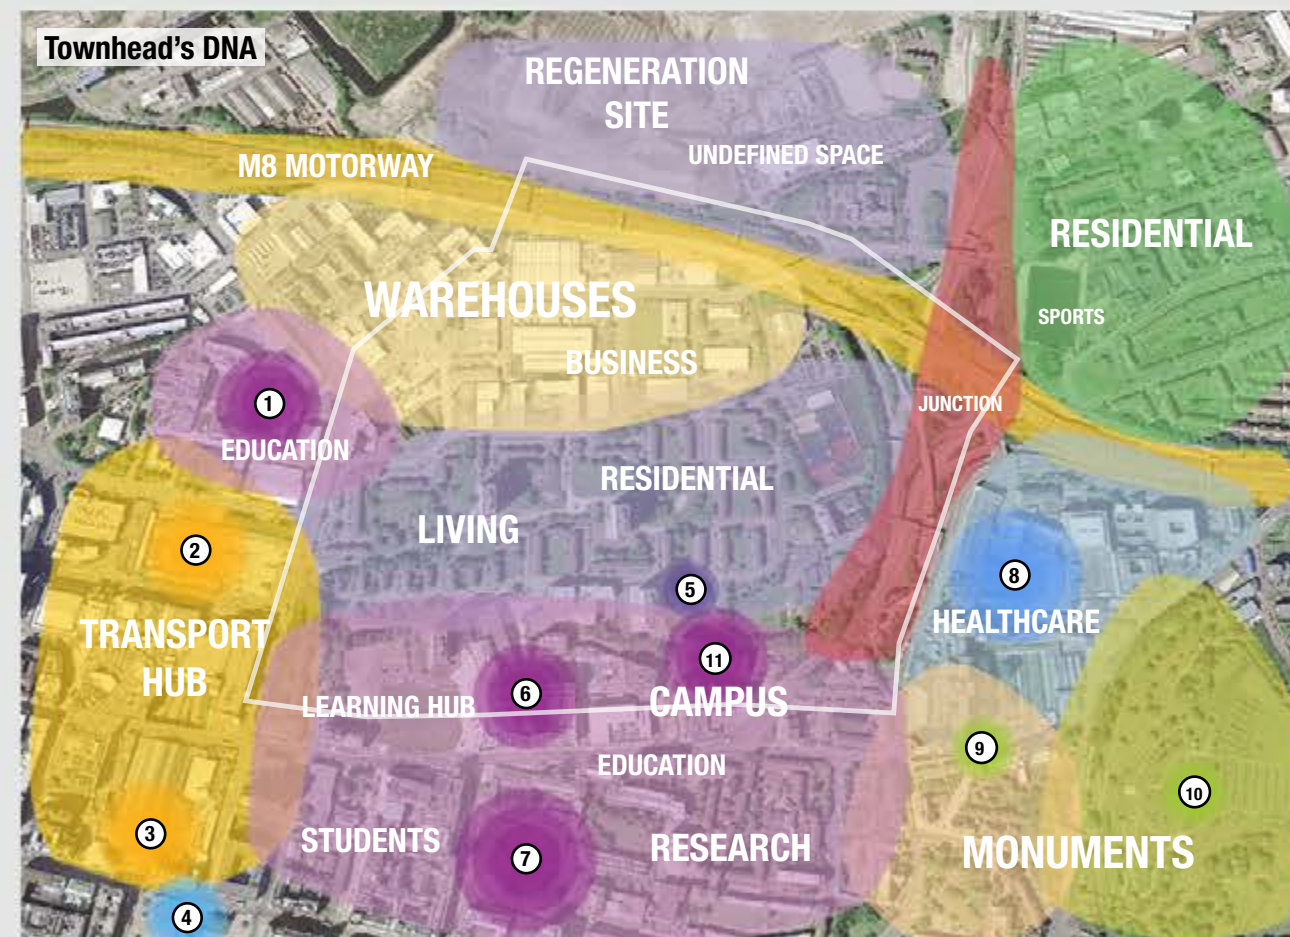 Townhead's DNA
REGENERATION
SITE
UNDEFINED SPACE
M8 MOTORWAY
RESIDENTIAL
WAREHOUSES
SPORTS
BUSINESS
1
JUNCTION
EDUCATION
RESIDENTIAL
LIVING
2
8
5
HEALTHCARE
TRANSPORT
HUB
11
6
CAMPUS
LEARNING HUB
9
EDUCATION
10
3
STUDENTS
7
RESEARCH
MONUMENTS
4